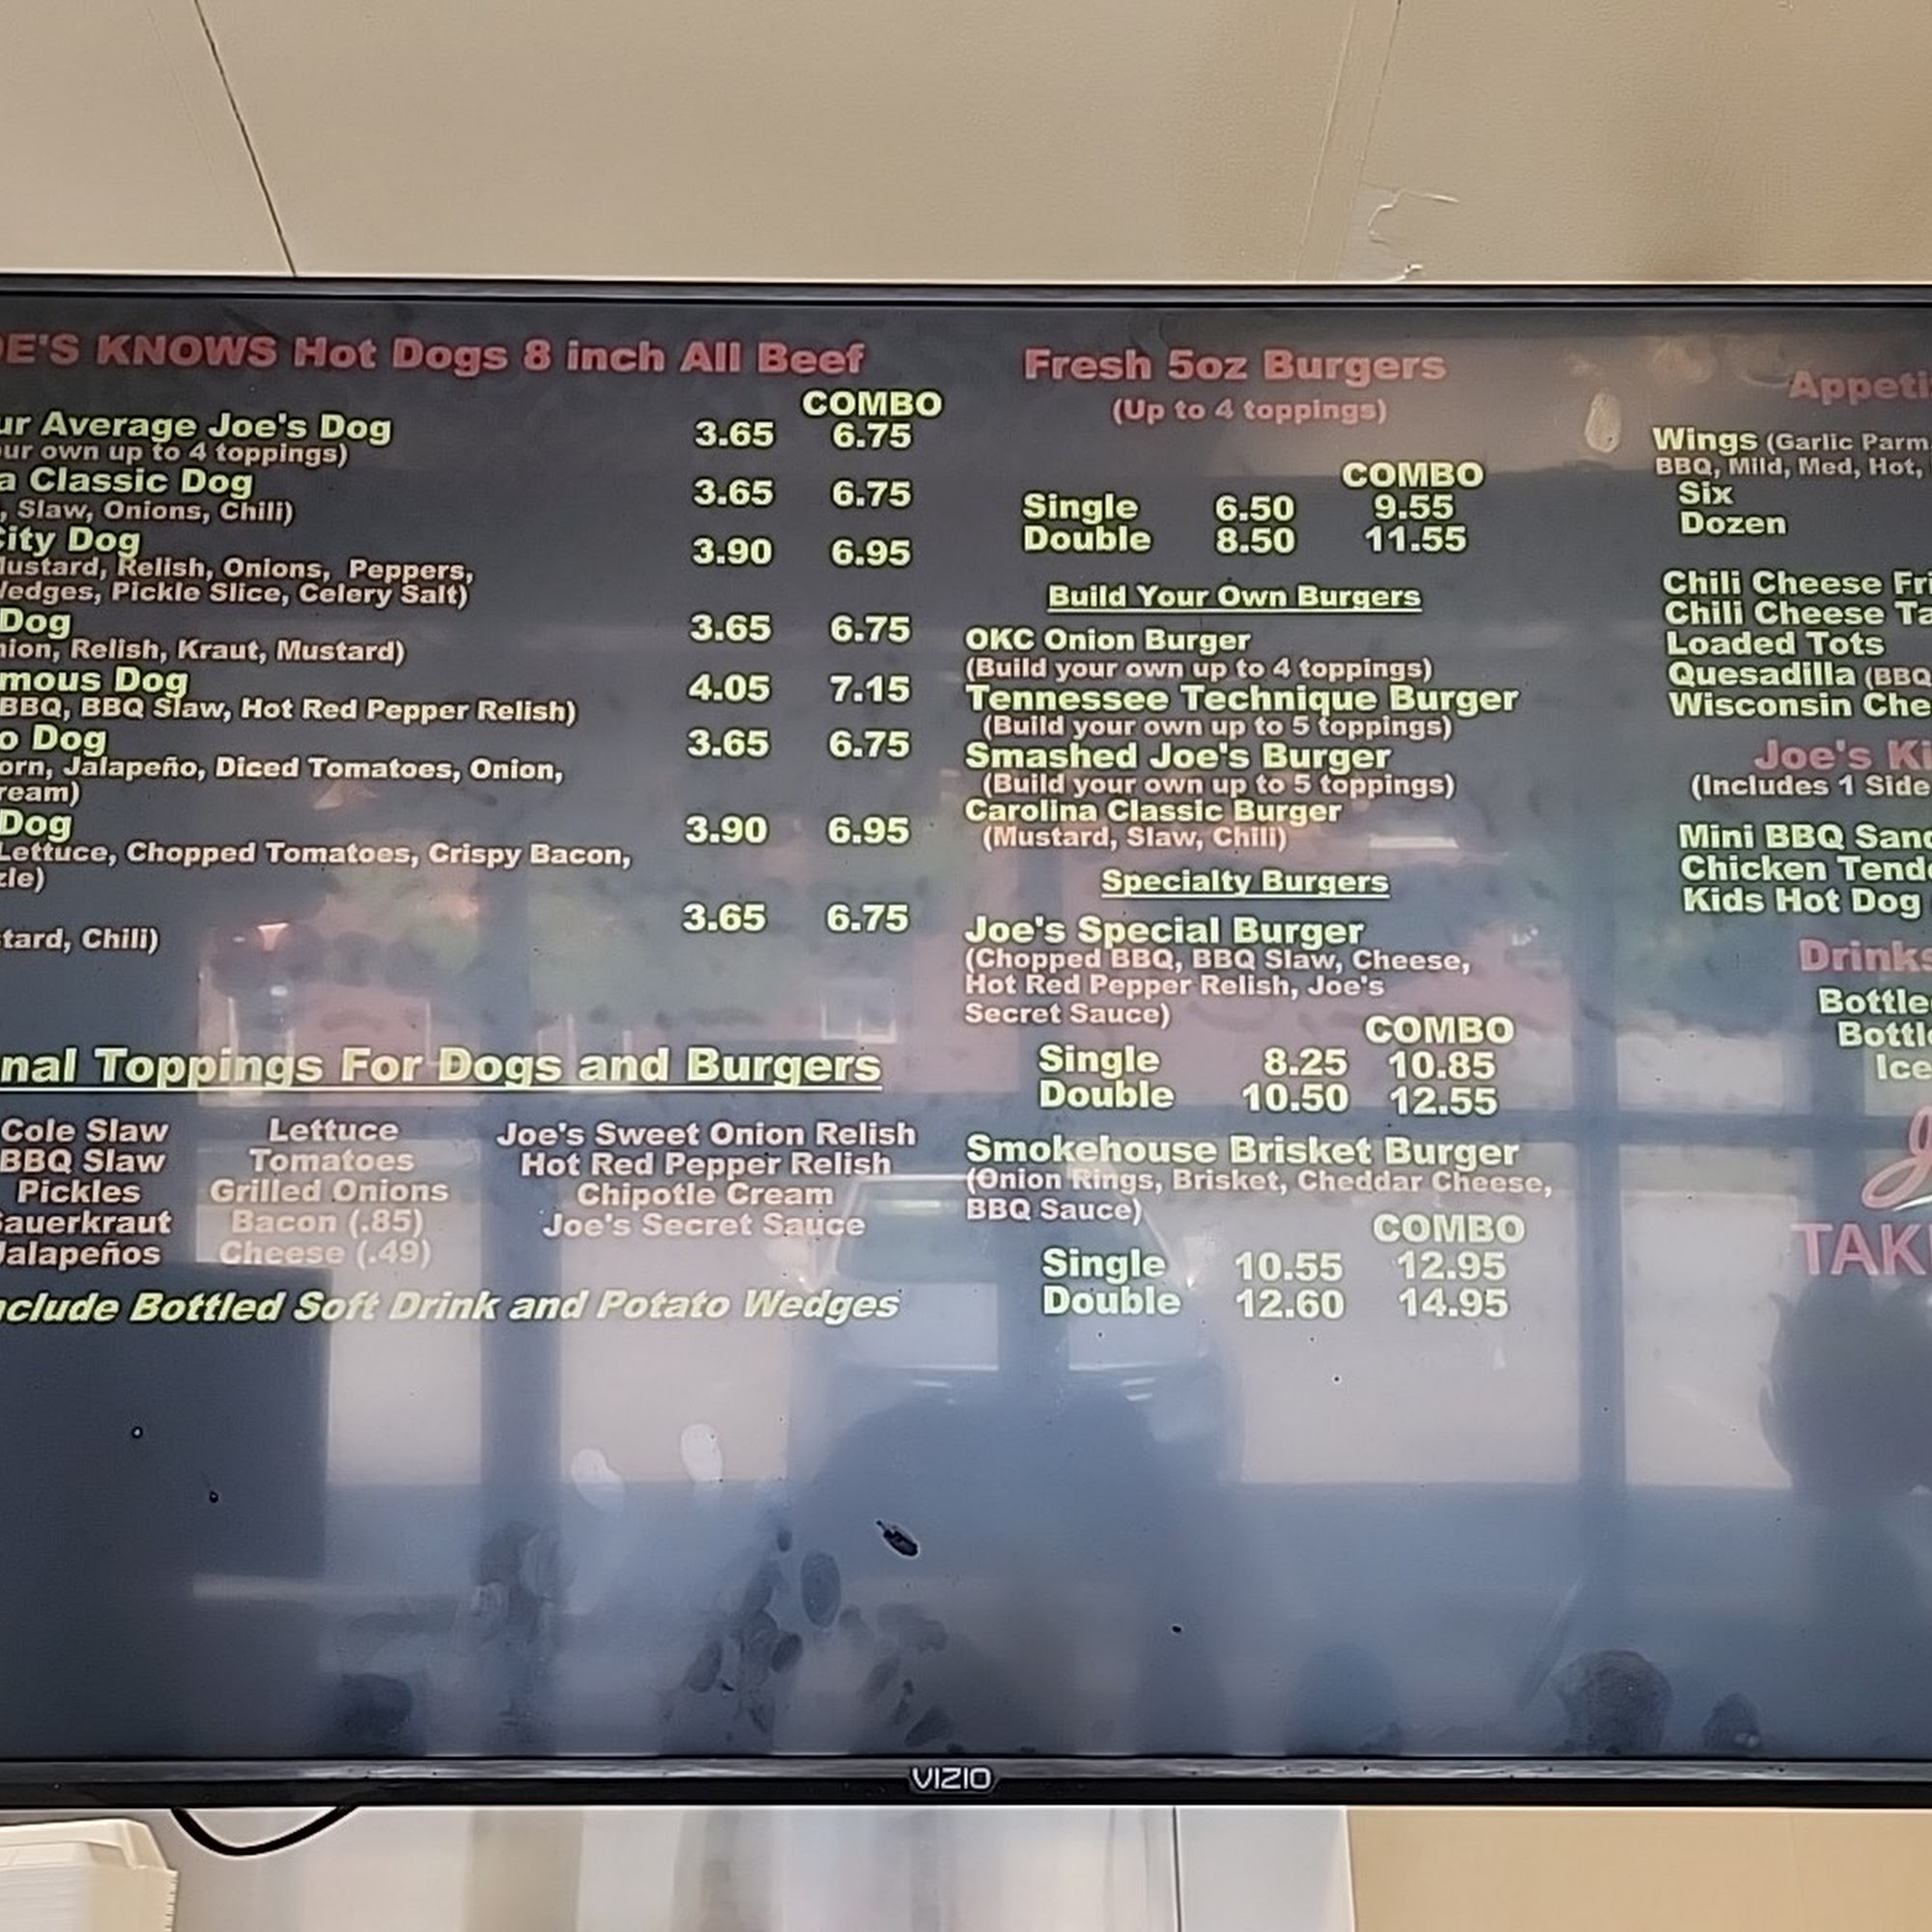 OE'S KNOWS Hot Dogs 8 inch All Beef
COMBO
ur Average Joe's Dog 3.65 6.75
ur own up to 4 toppings)
a Classic Dog 3.65 6.75
, Slaw, Onions, Chili)
City Dog 3.90 6.95
Mustard, Relish, Onions, Peppers,
Wedges, Pickle Slice, Celery Salt)
Dog 3.65 6.75
nion, Relish, Kraut, Mustard)
mous Dog 4.05 7.15
BBQ, BBQ Slaw, Hot Red Pepper Relish)
o Dog 3.65 6.75
orn, Jalapeño, Diced Tomatoes, Onion,
ream)
Dog 3.90 6.95
Lettuce, Chopped Tomatoes, Crispy Bacon,
zle)
3.65 6.75
tard, Chili)
nal Toppings For Dogs and Burgers
Cole Slaw Lettuce Joe's Sweet Onion Relish
BBQ Slaw Tomatoes Hot Red Pepper Relish
Pickles Grilled Onions Chipotle Cream
Sauerkraut Bacon (.85) Joe's Secret Sauce
Jalapeños Cheese (.49)
nclude Bottled Soft Drink and Potato Wedges
Fresh 5oz Burgers
(Up to 4 toppings)
COMBO
Single 6.50 9.55
Double 8.50 11.55
Build Your Own Burgers
OKC Onion Burger
(Build your own up to 4 toppings)
Tennessee Technique Burger
(Build your own up to 5 toppings)
Smashed Joe's Burger
(Build your own up to 5 toppings)
Carolina Classic Burger
(Mustard, Slaw, Chili)
Specialty Burgers
Joe's Special Burger
(Chopped BBQ, BBQ Slaw, Cheese,
Hot Red Pepper Relish, Joe's
Secret Sauce)
COMBO
Single 8.25 10.85
Double 10.50 12.55
Smokehouse Brisket Burger
(Onion Rings, Brisket, Cheddar Cheese,
BBQ Sauce)
COMBO
Single 10.55 12.95
Double 12.60 14.95
Appeti
Wings (Garlic Parm
BBQ, Mild, Med, Hot,
Six
Dozen
Chili Cheese Fri
Chili Cheese Ta
Loaded Tots
Quesadilla (BBQ
Wisconsin Che
Joe's Ki
(Includes 1 Side
Mini BBQ Sand
Chicken Tende
Kids Hot Dog
Drinks
Bottle
Bottle
Ice
J
TAK
VIZIO